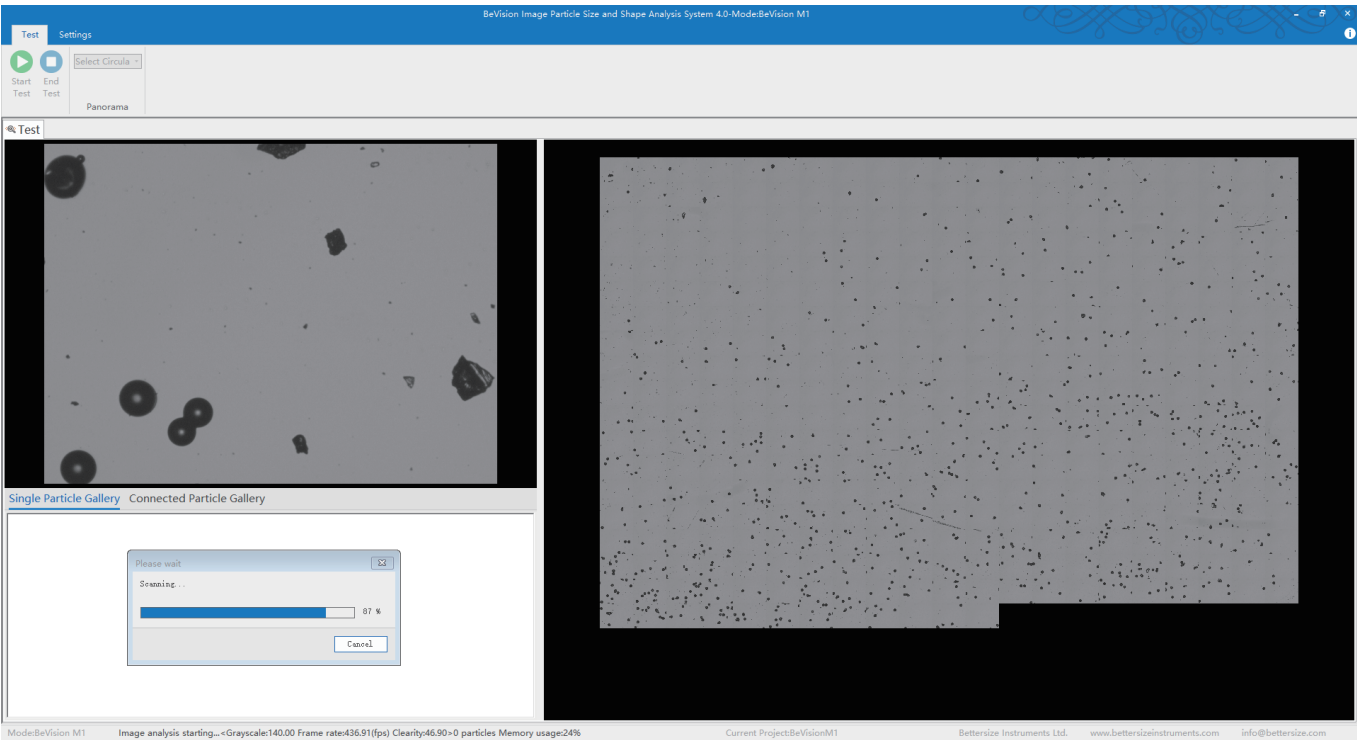 BeVision Image Particle Size and Shape Analysis System 4.0-Mode:BeVision M1
Test Settings
Select Circula
Start Test
End Test
Panorama
Test
Single Particle Gallery Connected Particle Gallery
Please wait
Scanning...
87 %
Cancel
Mode:BeVision M1 Image analysis starting...<Grayscale:140.00 Frame rate:436.91(fps) Clearity:46.90>0 particles Memory usage:24% Current Project:BeVisionM1 Bettersize Instruments Ltd. www.bettersizeinstruments.com info@bettersize.com